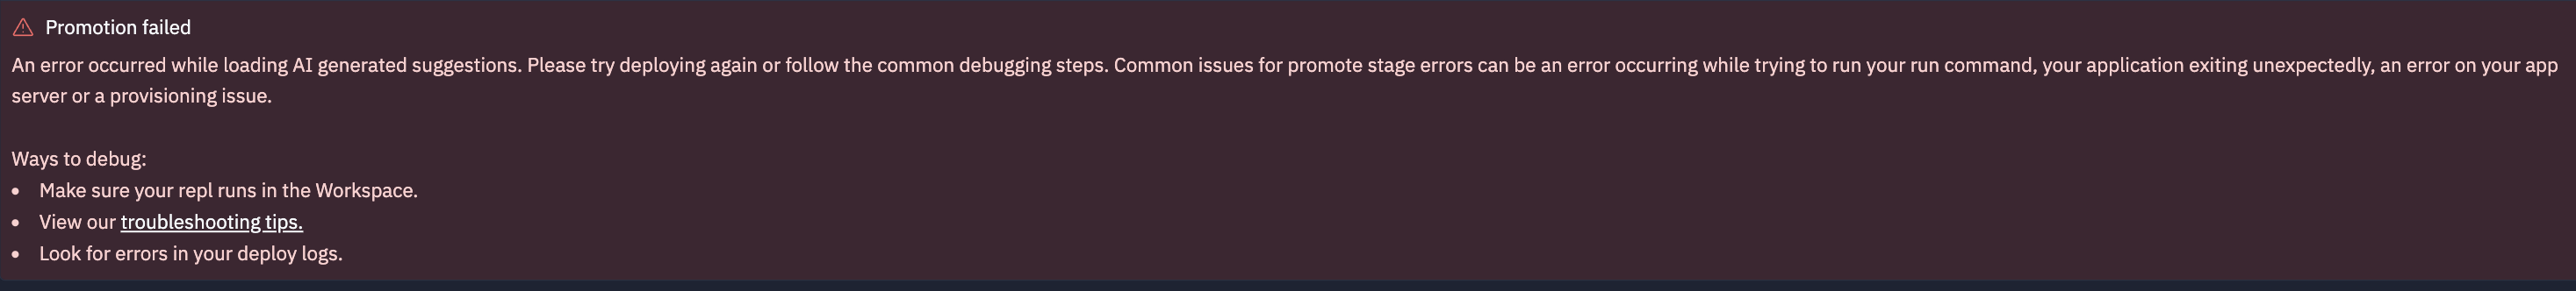 Promotion failed
An error occurred while loading AI generated suggestions. Please try deploying again or follow the common debugging steps. Common issues for promote stage errors can be an error occurring while trying to run your run command, your application exiting unexpectedly, an error on your app
server or a provisioning issue.
Ways to debug:
• Make sure your repl runs in the Workspace.
• View our troubleshooting tips.
• Look for errors in your deploy logs.